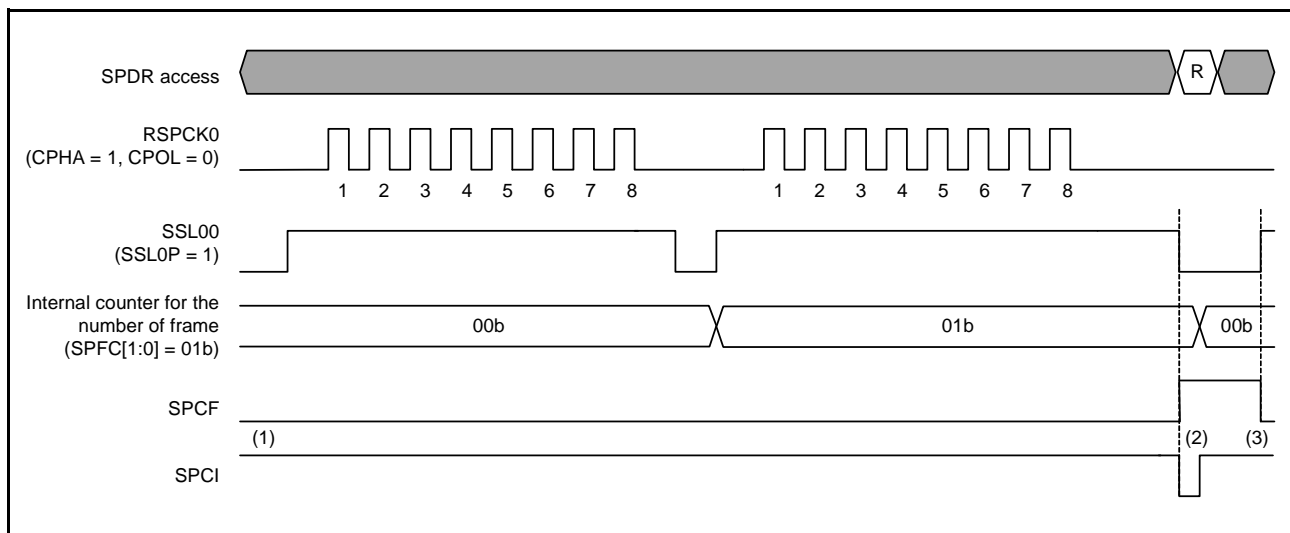 SPDR access
R
RSPCK0
(CPHA = 1, CPOL = 0)
1 2 3 4 5 6 7 8 1 2 3 4 5 6 7 8
SSL00
(SSL0P = 1)
Internal counter for the
number of frame
(SPFC[1:0] = 01b)
00b 01b 00b
SPCF
(1) (2) (3)
SPCI